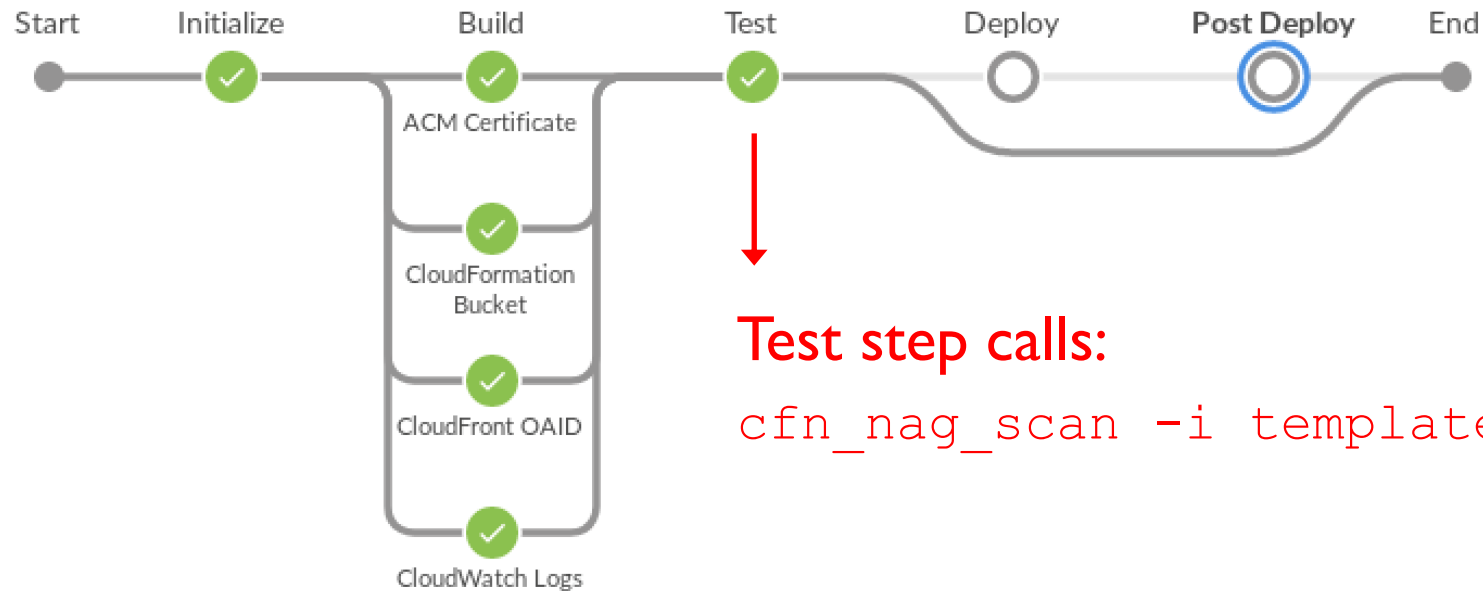 Start
Initialize
Build
Test
Deploy
Post Deploy
End
ACM Certificate
CloudFormation
Bucket
CloudFront OAID
CloudWatch Logs
Test step calls:
cfn_nag_scan -i template